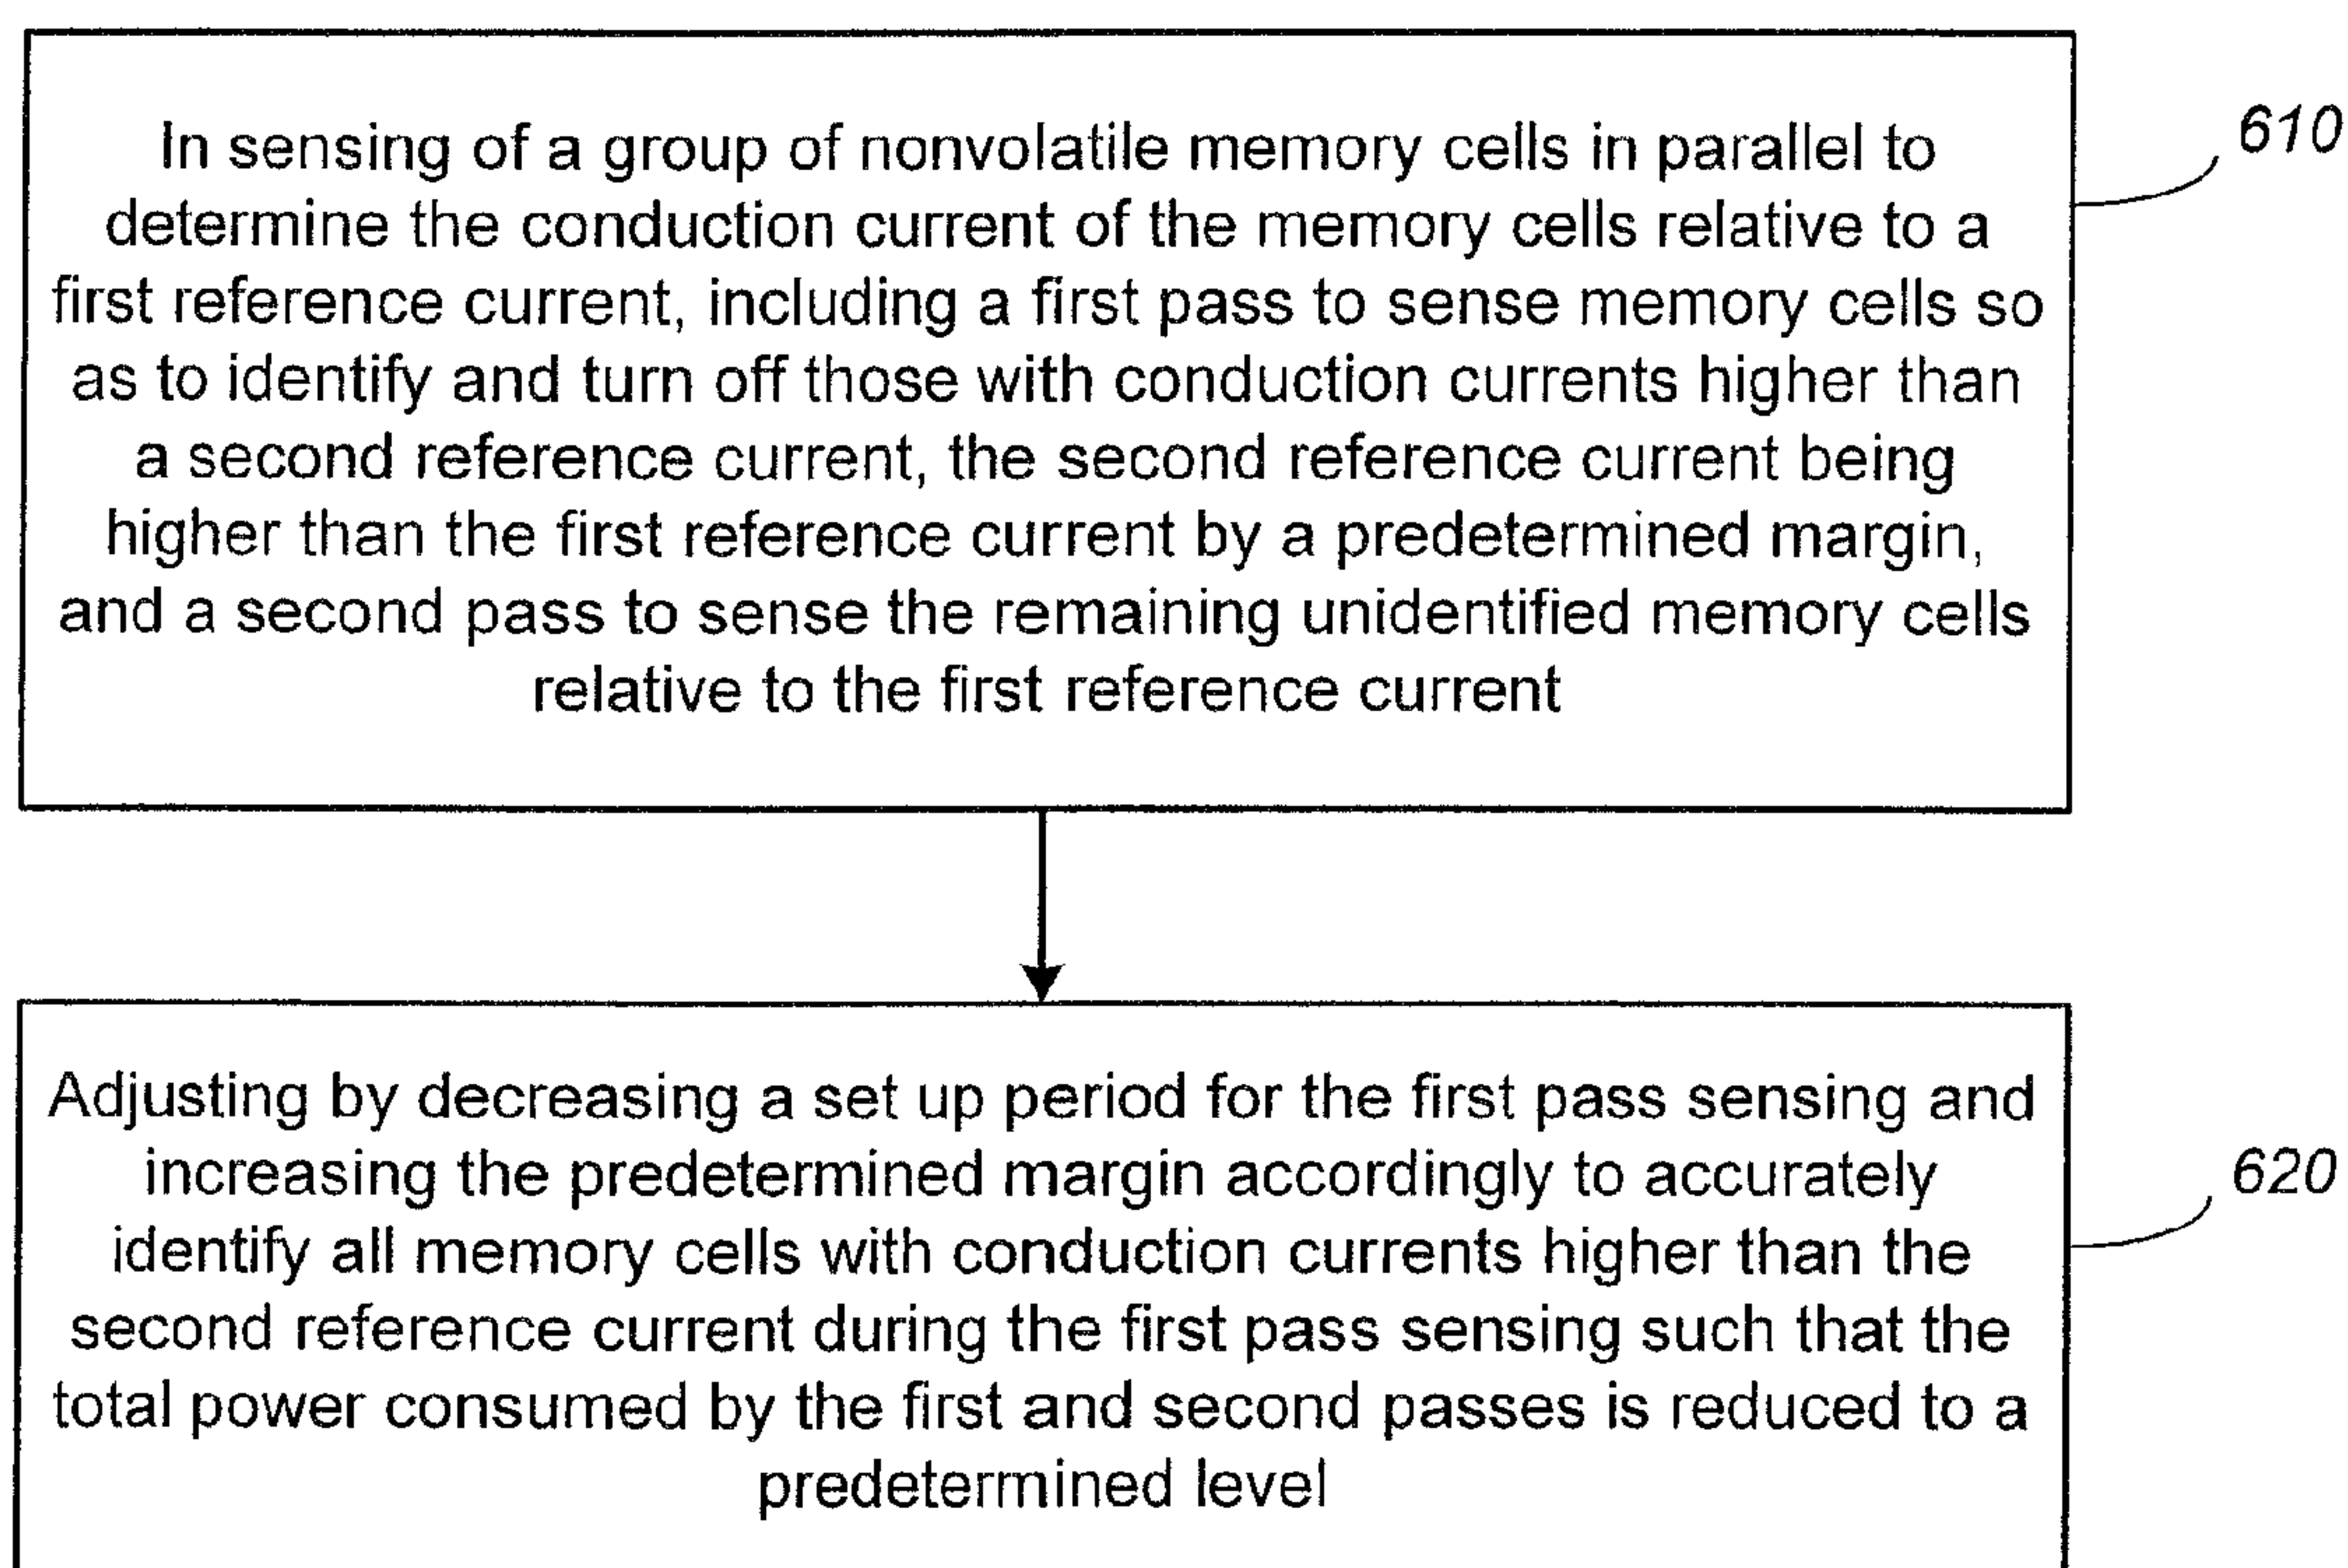 In sensing of a group of nonvolatile memory cells in parallel to
determine the conduction current of the memory cells relative to a
first reference current, including a first pass to sense memory cells so
as to identify and turn off those with conduction currents higher than
a second reference current, the second reference current being
higher than the first reference current by a predetermined margin,
and a second pass to sense the remaining unidentified memory cells
relative to the first reference current
610
Adjusting by decreasing a set up period for the first pass sensing and
increasing the predetermined margin accordingly to accurately
identify all memory cells with conduction currents higher than the
second reference current during the first pass sensing such that the
total power consumed by the first and second passes is reduced to a
predetermined level
620